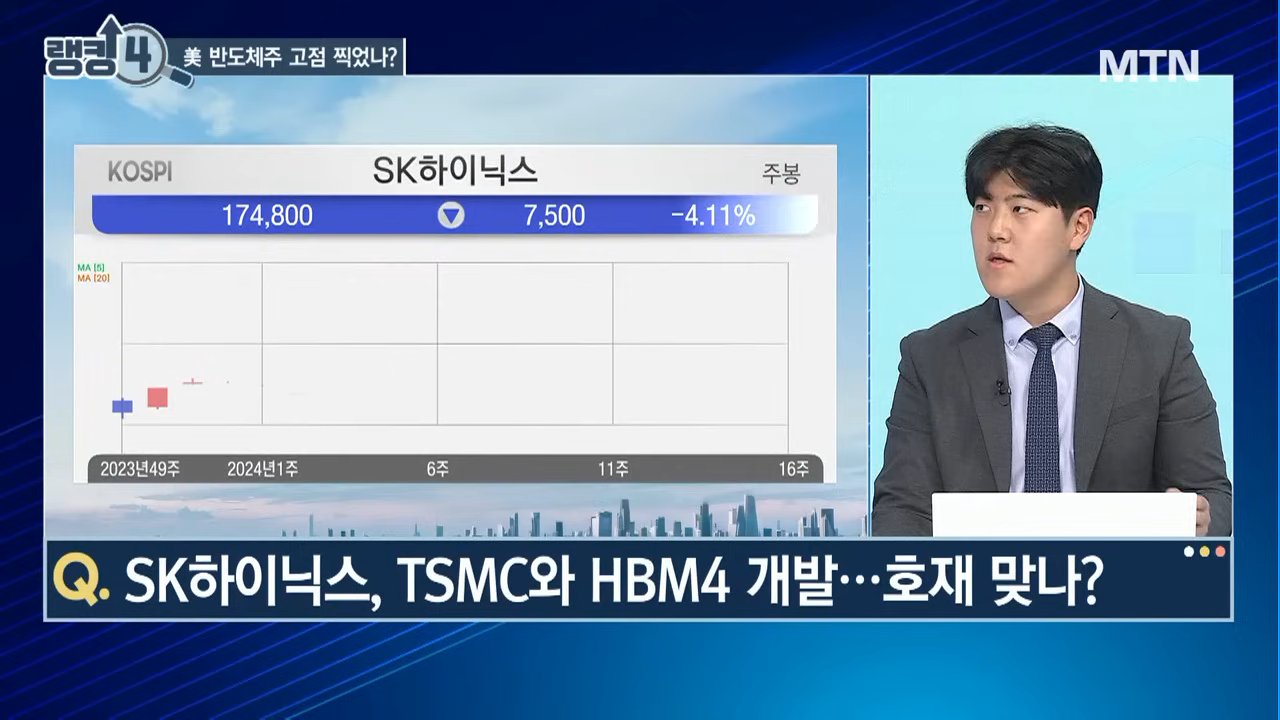 랭킹4
美 반도체주 고점 찍었나?
MTN
KOSPI
SK하이닉스
주봉
174,800 ▽ 7,500 -4.11%
MA [5]
MA [20]
2023년49주 2024년1주 6주 11주 16주
Q. SK하이닉스, TSMC와 HBM4 개발…호재 맞나?